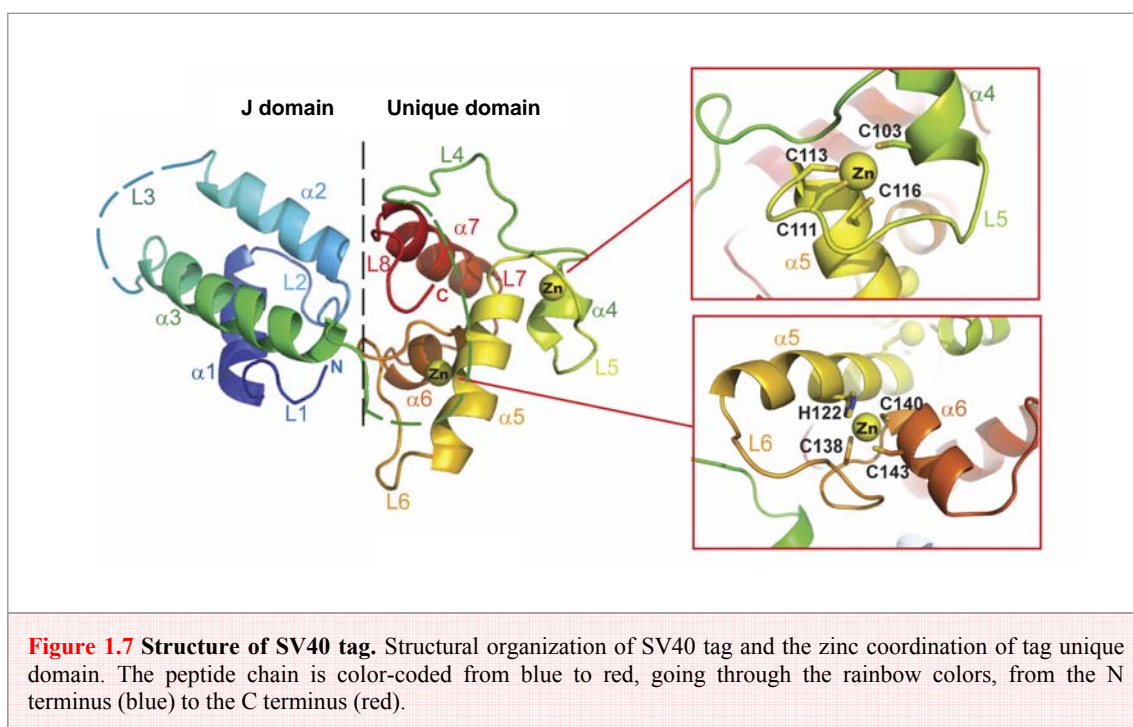 J domain
Unique domain
L3
α2
L2
α3
α1
N
L1
L4
α7
L8
C
L7
Zn
α4
L5
α6
Zn
α5
L6
α4
C103
C113
Zn
C116
C111
L5
α5
α5
H122
C140
α6
Zn
L6
C138
C143
Figure 1.7 Structure of SV40 tag. Structural organization of SV40 tag and the zinc coordination of tag unique
domain. The peptide chain is color-coded from blue to red, going through the rainbow colors, from the N
terminus (blue) to the C terminus (red).